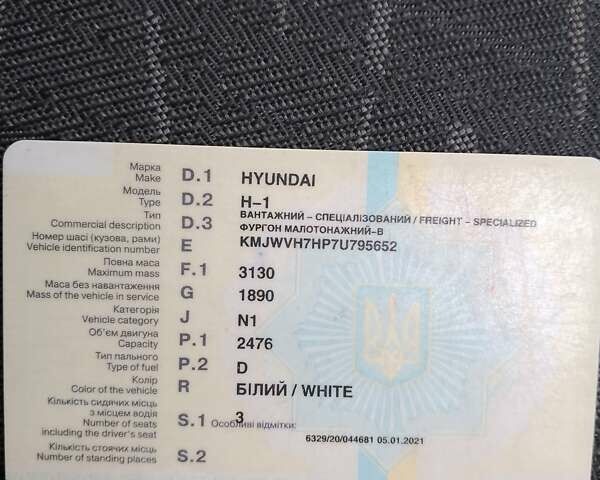 Марка
Make D.1 HYUNDAI
Модель
Type D.2 H-1
Тип
Commercial description D.3 ВАНТАЖНИЙ - СПЕЦІАЛІЗОВАНИЙ / FREIGHT - SPECIALIZED
ФУРГОН МАЛОТОНАЖНИЙ-В
Номер шасі (кузова, рами)
Vehicle identification number E KMJWVH7HP7U795652
Повна маса
Maximum mass F.1 3130
Маса без навантаження
Mass of the vehicle in service G 1890
Категорія
Vehicle category J N1
Об'єм двигуна
Capacity P.1 2476
Тип пального
Type of fuel P.2 D
Колір
Color of the vehicle R БІЛИЙ / WHITE
Кількість сидячих місць
з місцем водія
Number of seats
including the driver's seat S.1 3
Особливі відмітки:
6329/20/044681 05.01.2021
Кількість стоячих місць
Number of standing places S.2